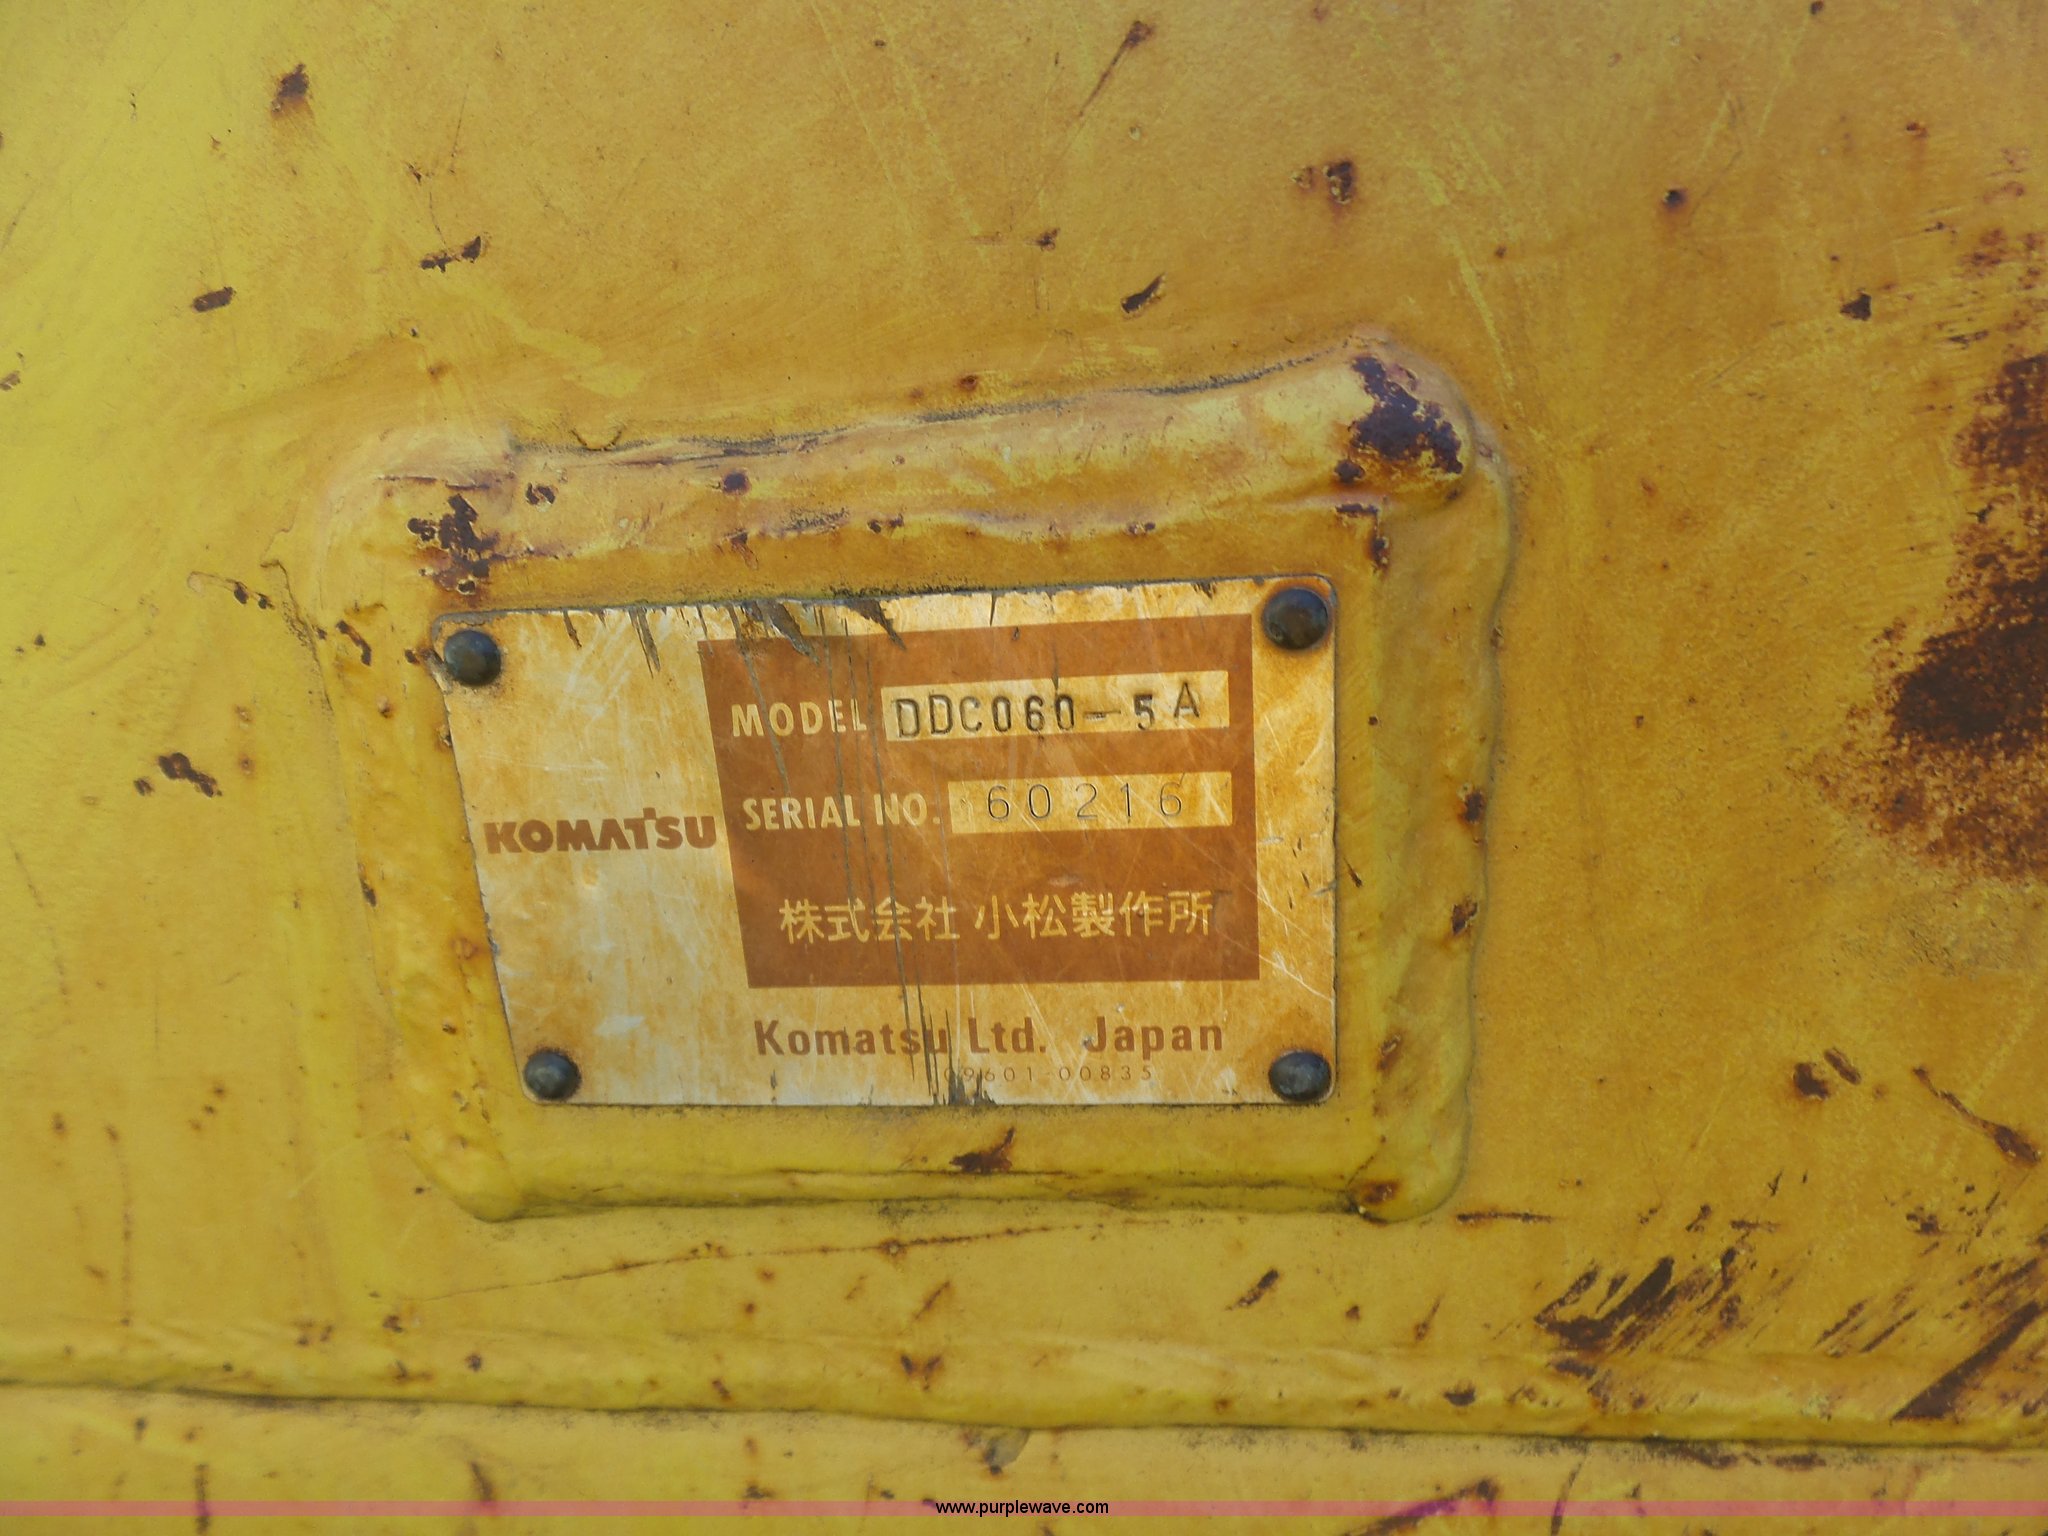 MODEL DDC060-5A
SERIAL NO. 60216
KOMATSU
株式会社 小松製作所
Komatsu Ltd. Japan
09601-00835
www.purplewave.com